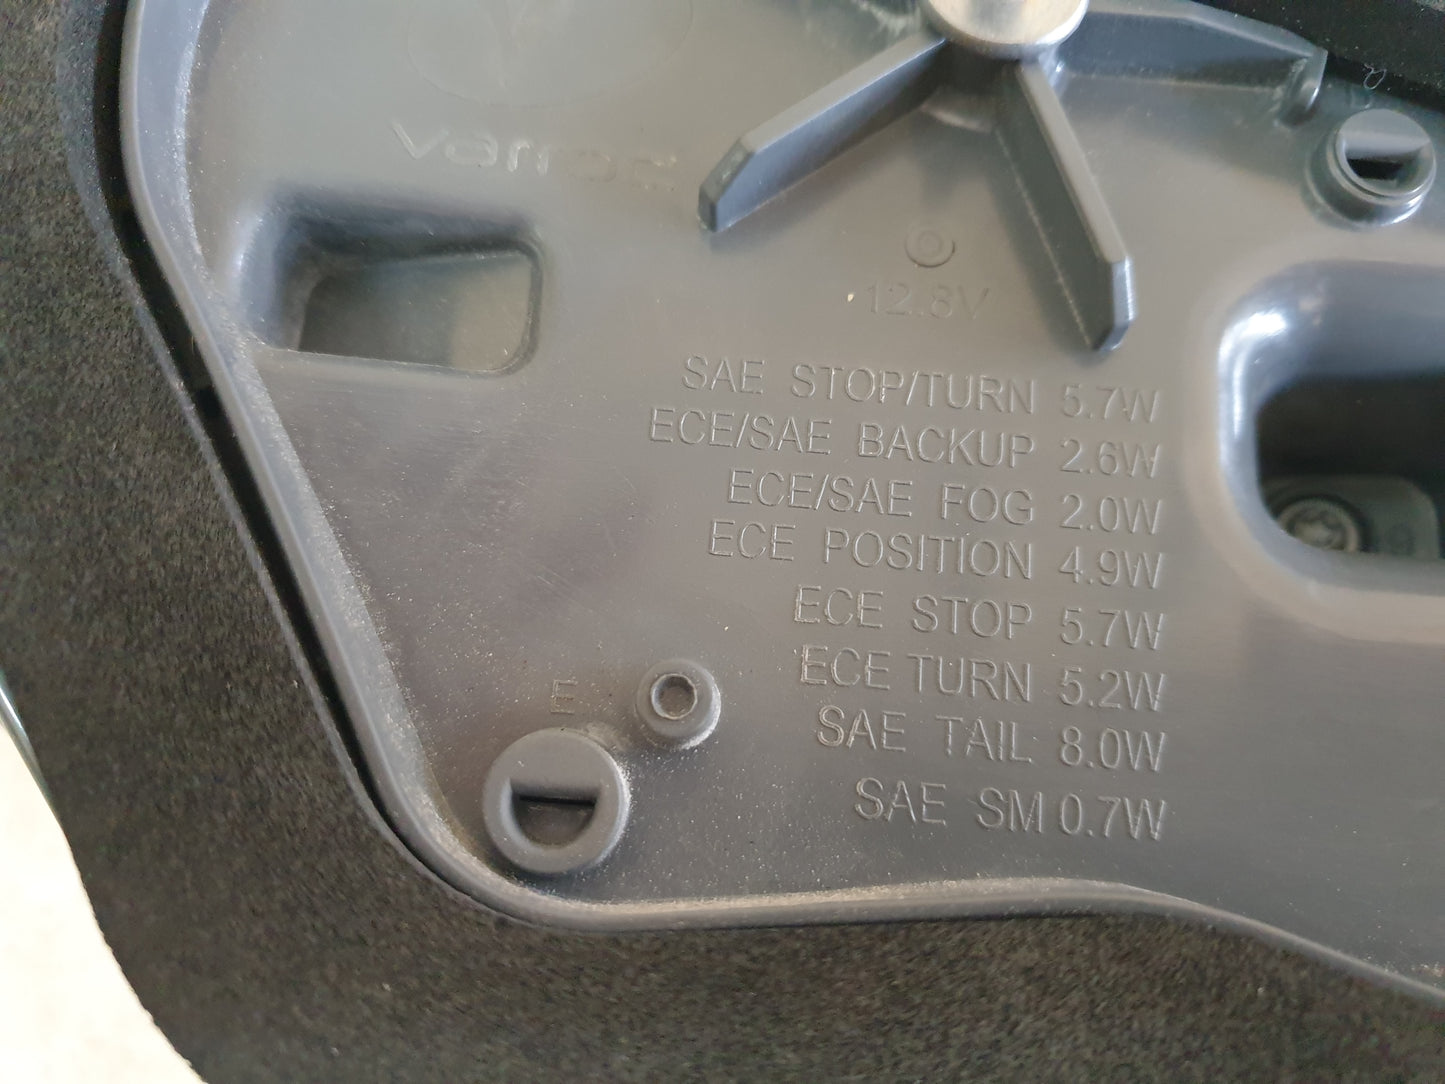 varroc
12.8V
SAE STOP/TURN 5.7W
ECE/SAE BACKUP 2.6W
ECE/SAE FOG 2.0W
ECE POSITION 4.9W
ECE STOP 5.7W
ECE TURN 5.2W
SAE TAIL 8.0W
SAE SM 0.7W
E